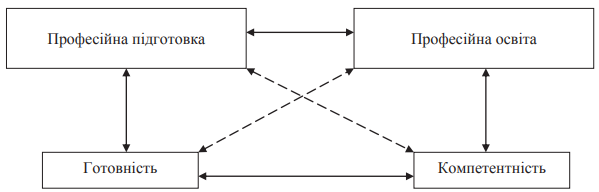 Професійна підготовка
Професійна освіта
Готовність
Компетентність